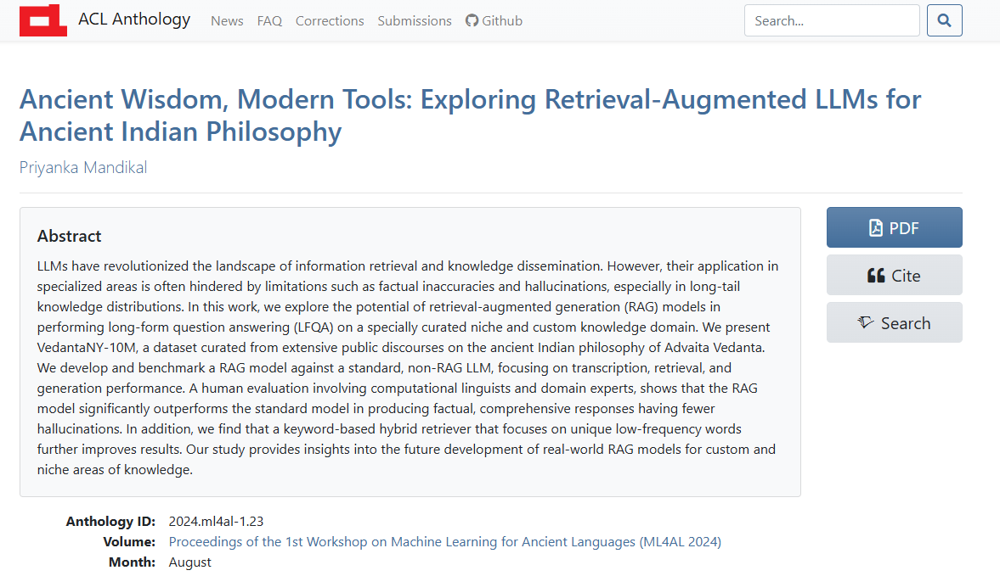 ACL Anthology News FAQ Corrections Submissions Github Search...
Ancient Wisdom, Modern Tools: Exploring Retrieval-Augmented LLMs for
Ancient Indian Philosophy
Priyanka Mandikal
Abstract
LLMs have revolutionized the landscape of information retrieval and knowledge dissemination. However, their application in
specialized areas is often hindered by limitations such as factual inaccuracies and hallucinations, especially in long-tail
knowledge distributions. In this work, we explore the potential of retrieval-augmented generation (RAG) models in
performing long-form question answering (LFQA) on a specially curated niche and custom knowledge domain. We present
VedantaNY-10M, a dataset curated from extensive public discourses on the ancient Indian philosophy of Advaita Vedanta.
We develop and benchmark a RAG model against a standard, non-RAG LLM, focusing on transcription, retrieval, and
generation performance. A human evaluation involving computational linguists and domain experts, shows that the RAG
model significantly outperforms the standard model in producing factual, comprehensive responses having fewer
hallucinations. In addition, we find that a keyword-based hybrid retriever that focuses on unique low-frequency words
further improves results. Our study provides insights into the future development of real-world RAG models for custom and
niche areas of knowledge.
PDF
Cite
Search
Anthology ID: 2024.ml4al-1.23
Volume: Proceedings of the 1st Workshop on Machine Learning for Ancient Languages (ML4AL 2024)
Month: August